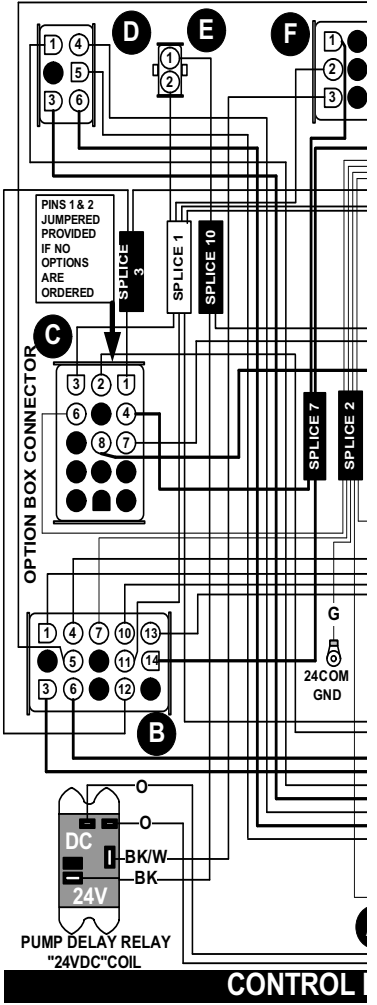 D
E
F
1
4
5
3
6
1
2
1
2
3
PINS 1 & 2
JUMPERED
PROVIDED
IF NO
OPTIONS
ARE
ORDERED
SPLICE 3
SPLICE 1
SPLICE 10
C
OPTION BOX CONNECTOR
3
2
1
6
4
8
7
SPLICE 7
SPLICE 2
G
24COM
GND
1
4
7
10
13
5
11
14
3
6
12
B
O
O
DC
BK/W
BK
24V
PUMP DELAY RELAY
"24VDC"COIL
CONTROL